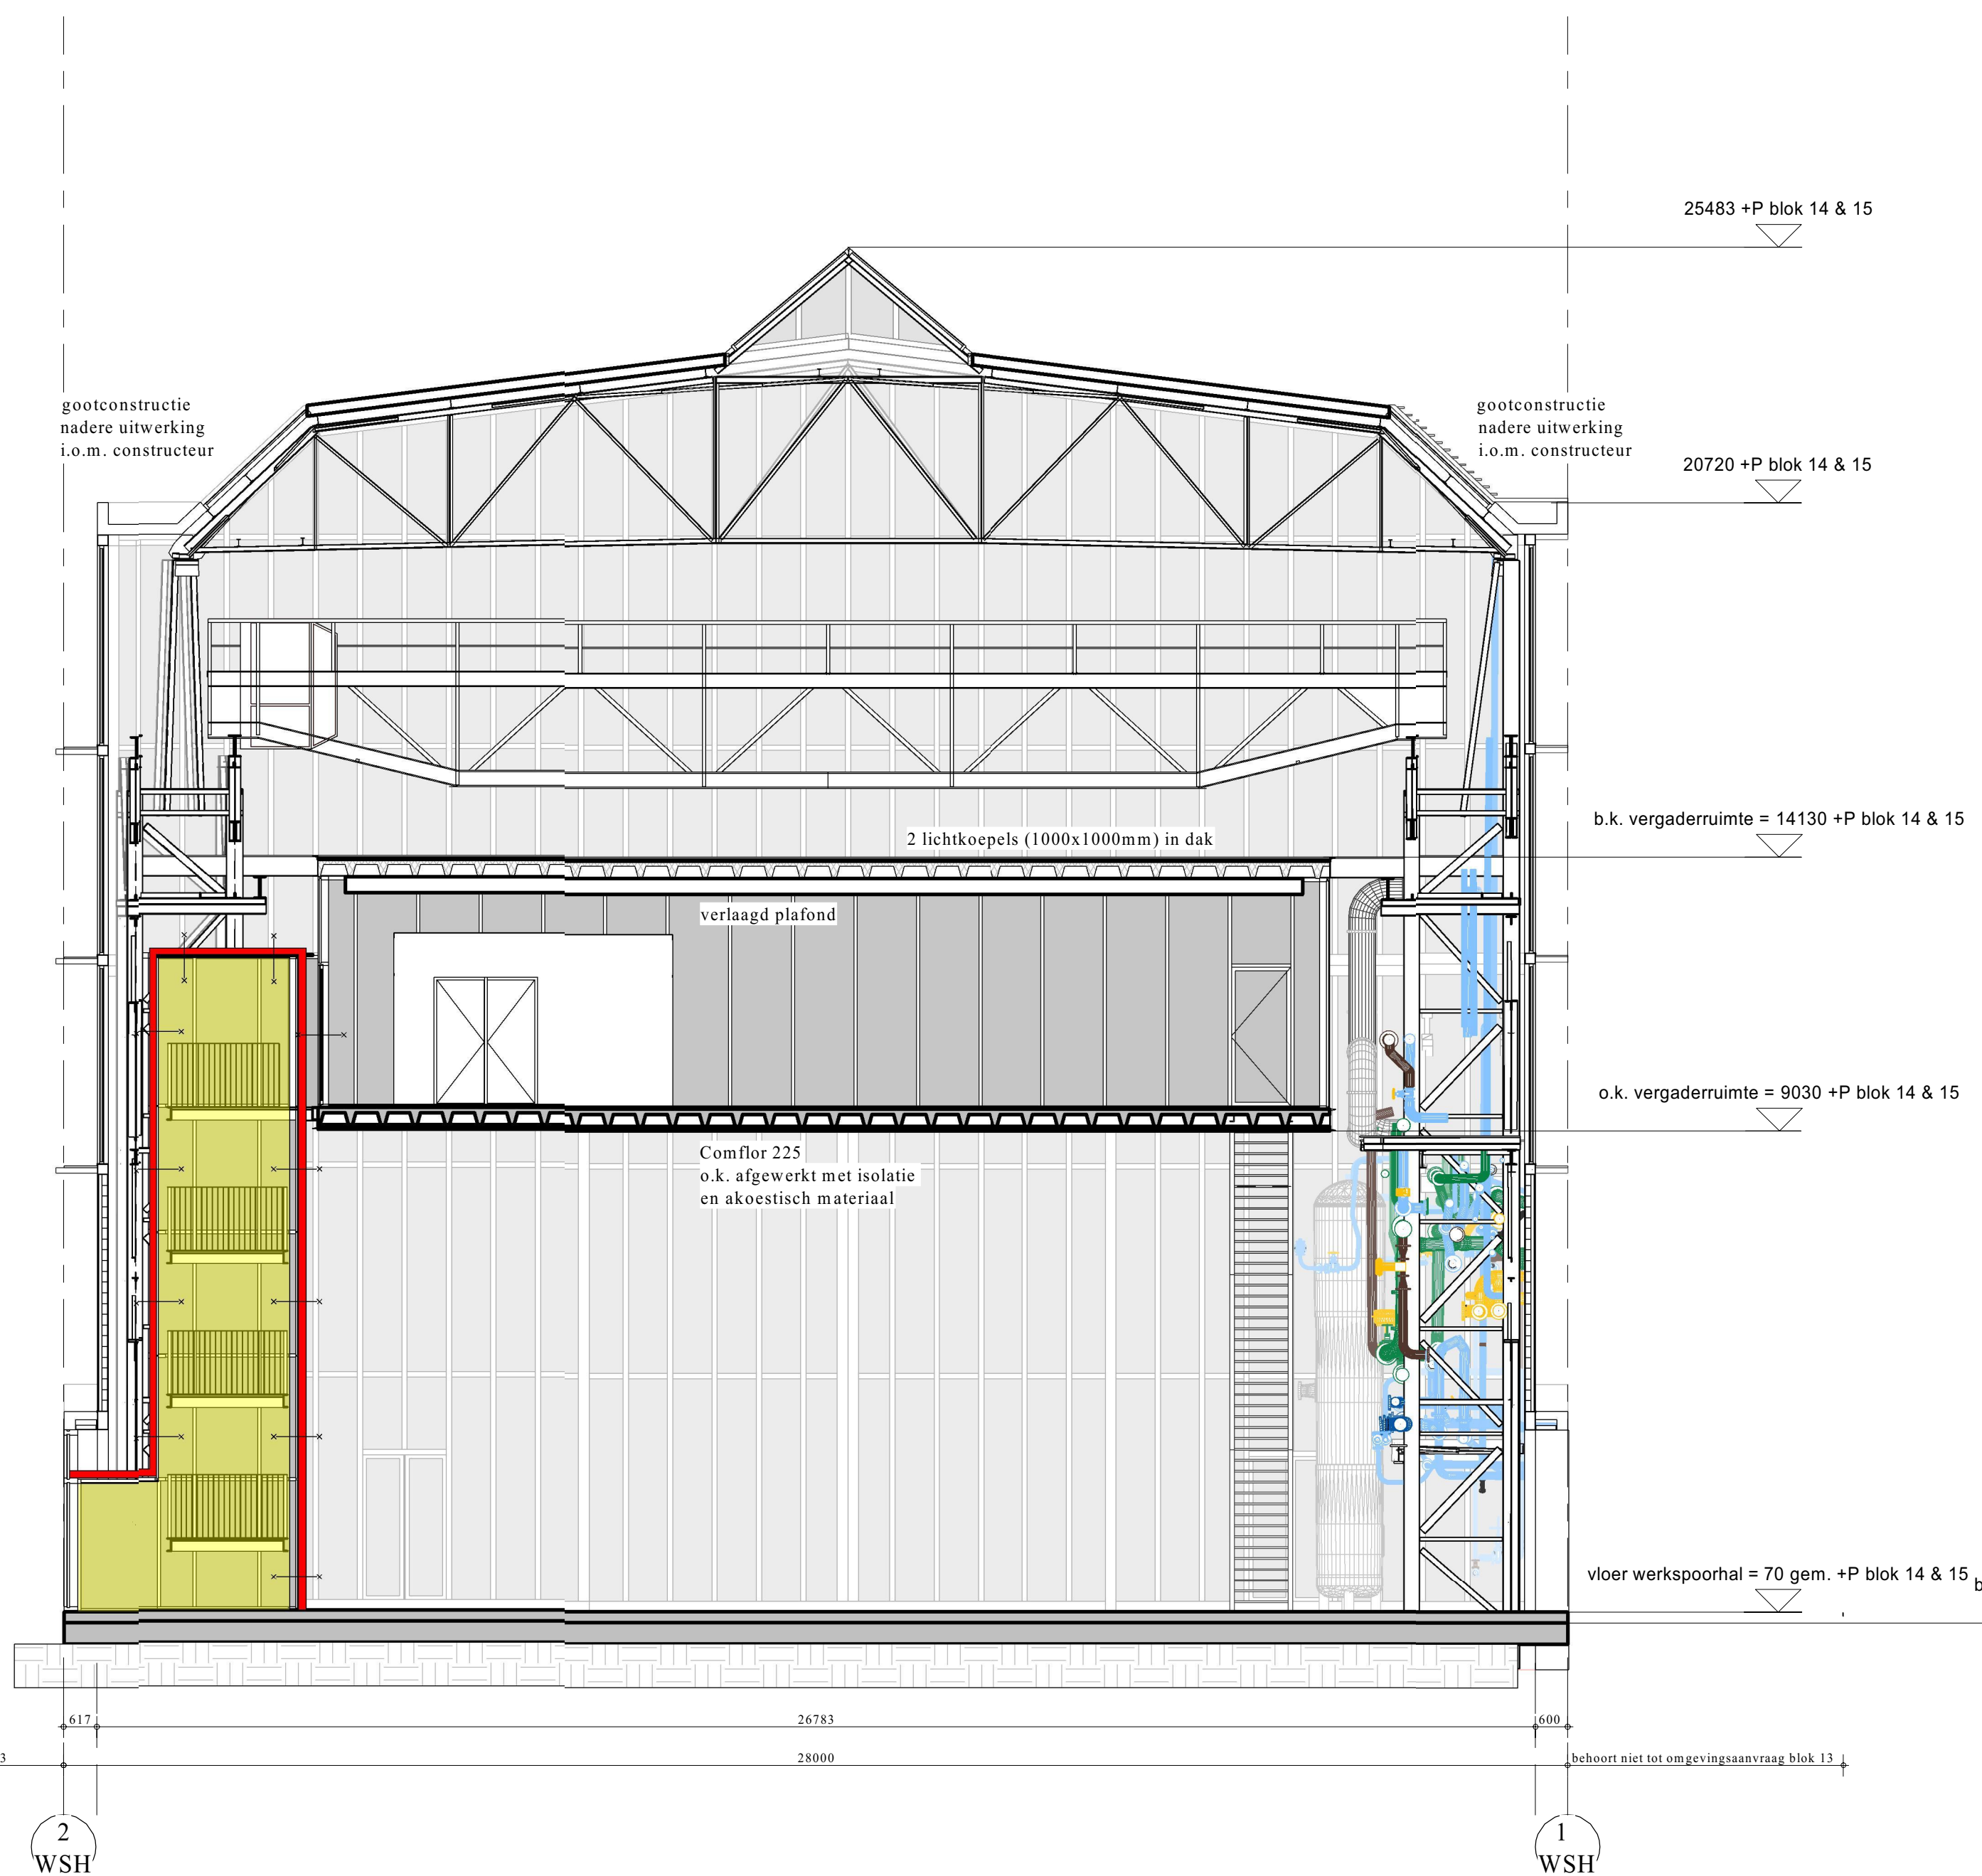 25483 +P blok 14 & 15
gootconstructie
nadere uitwerking
i.o.m. constructeur
gootconstructie
nadere uitwerking
i.o.m. constructeur
20720 +P blok 14 & 15
b.k. vergaderruimte = 14130 +P blok 14 & 15
2 lichtkoepels (1000x1000mm) in dak
verlaagd plafond
o.k. vergaderruimte = 9030 +P blok 14 & 15
Comflor 225
o.k. afgewerkt met isolatie
en akoestisch materiaal
vloer werkspoorhal = 70 gem. +P blok 14 & 15
b
617
26783
600
3
28000
behoort niet tot omgevingsaanvraag blok 13
2
WSH
1
WSH